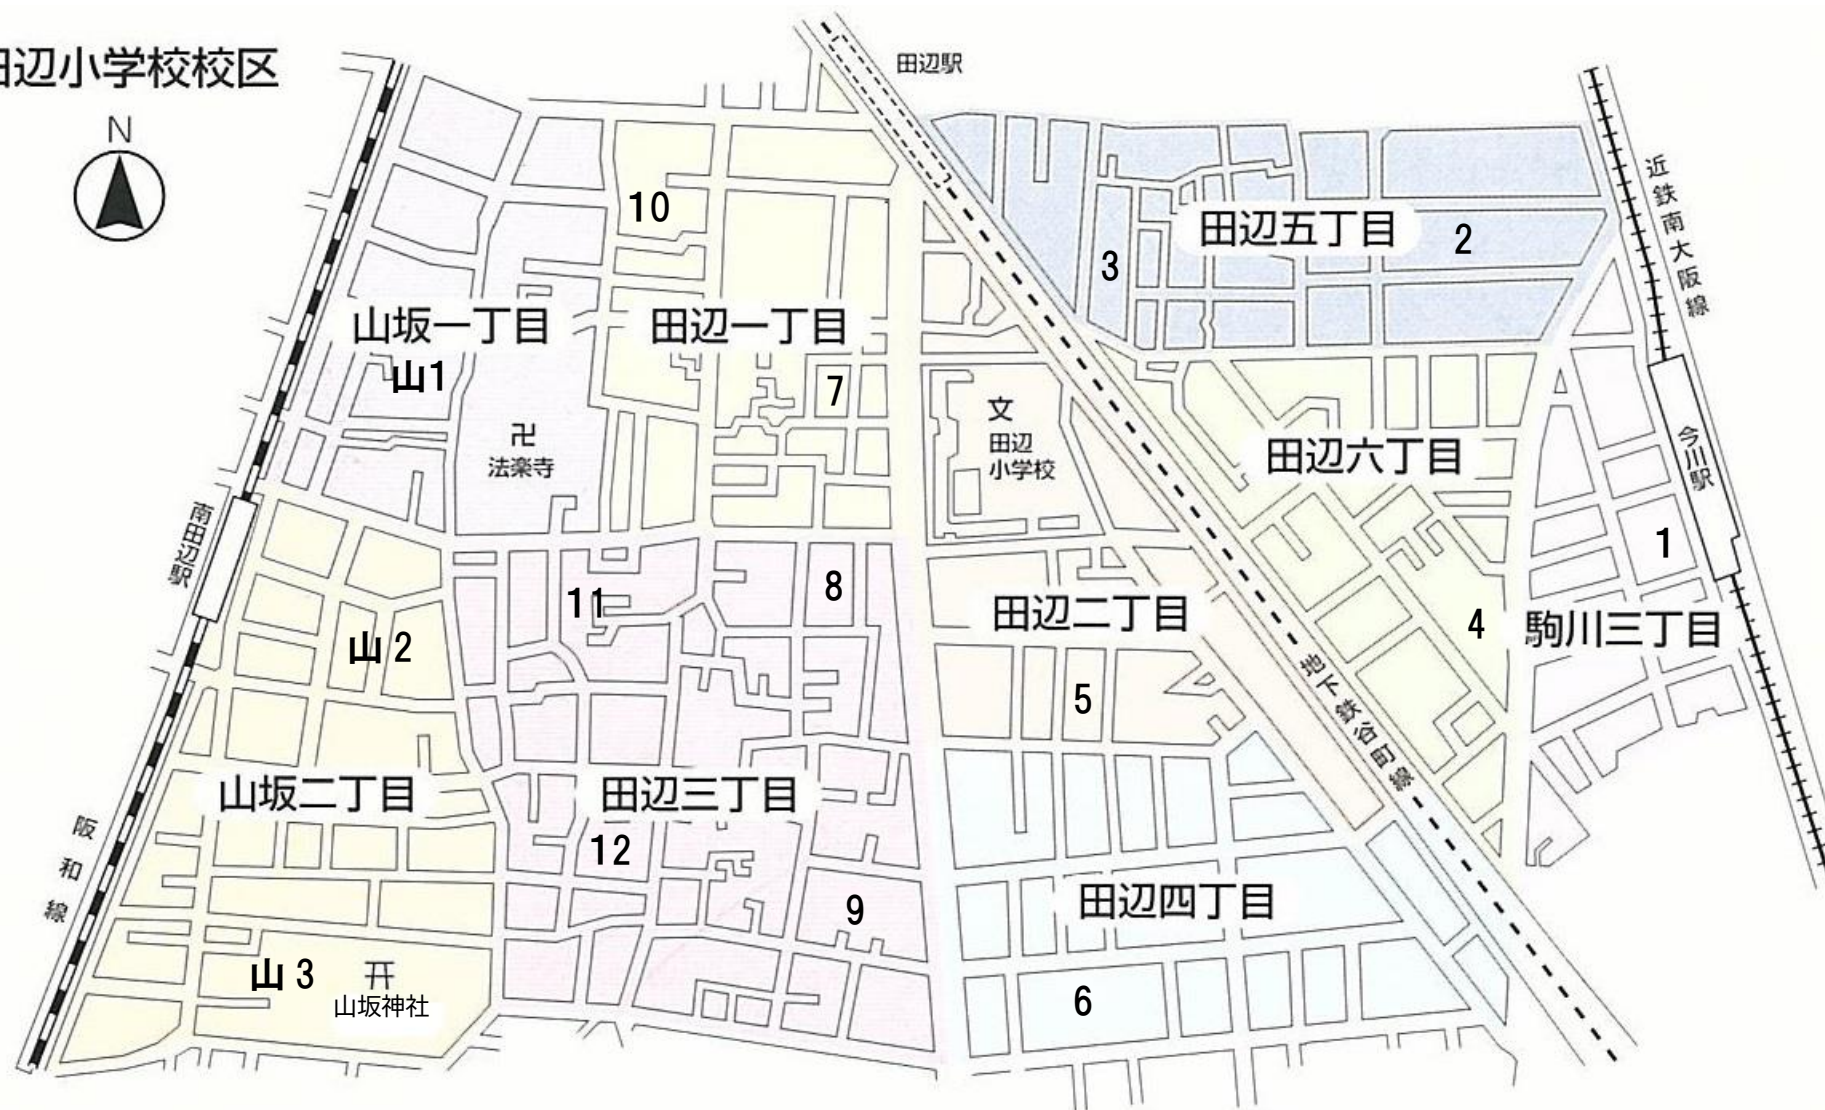 田辺小学校校区
N
田辺駅
近鉄南大阪線
10
田辺五丁目
2
3
山坂一丁目
田辺一丁目
山1
7
文
田辺
小学校
卍
法楽寺
田辺六丁目
今川駅
南田辺駅
1
11
8
田辺二丁目
4
駒川三丁目
山2
5
地下鉄谷町線
山坂二丁目
田辺三丁目
12
阪和線
9
田辺四丁目
山3
山坂神社
6